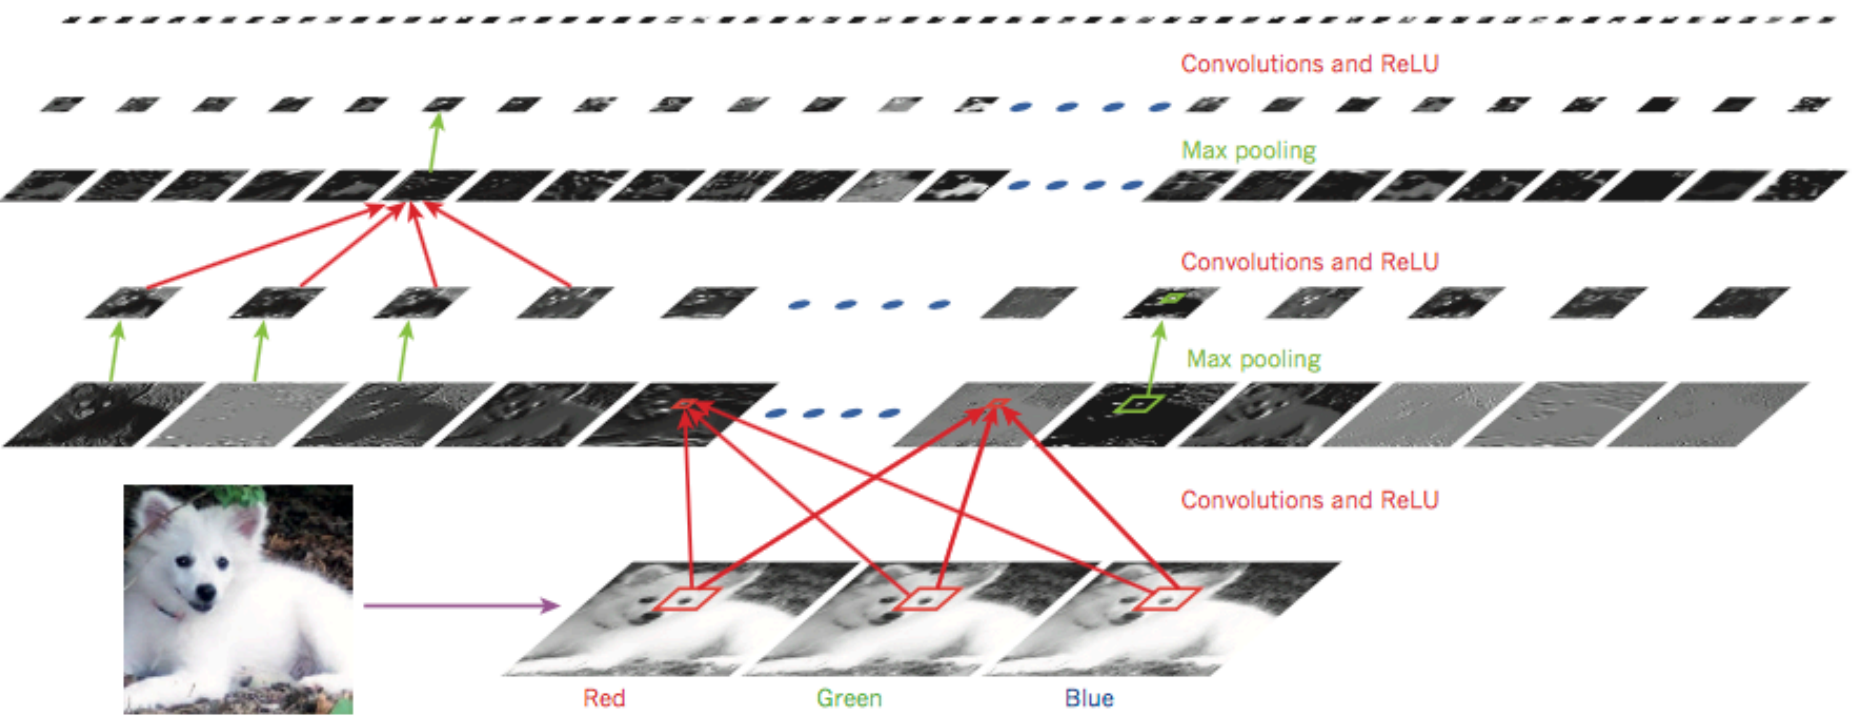 Convolutions and ReLU
Max pooling
Convolutions and ReLU
Max pooling
Convolutions and ReLU
Red
Green
Blue